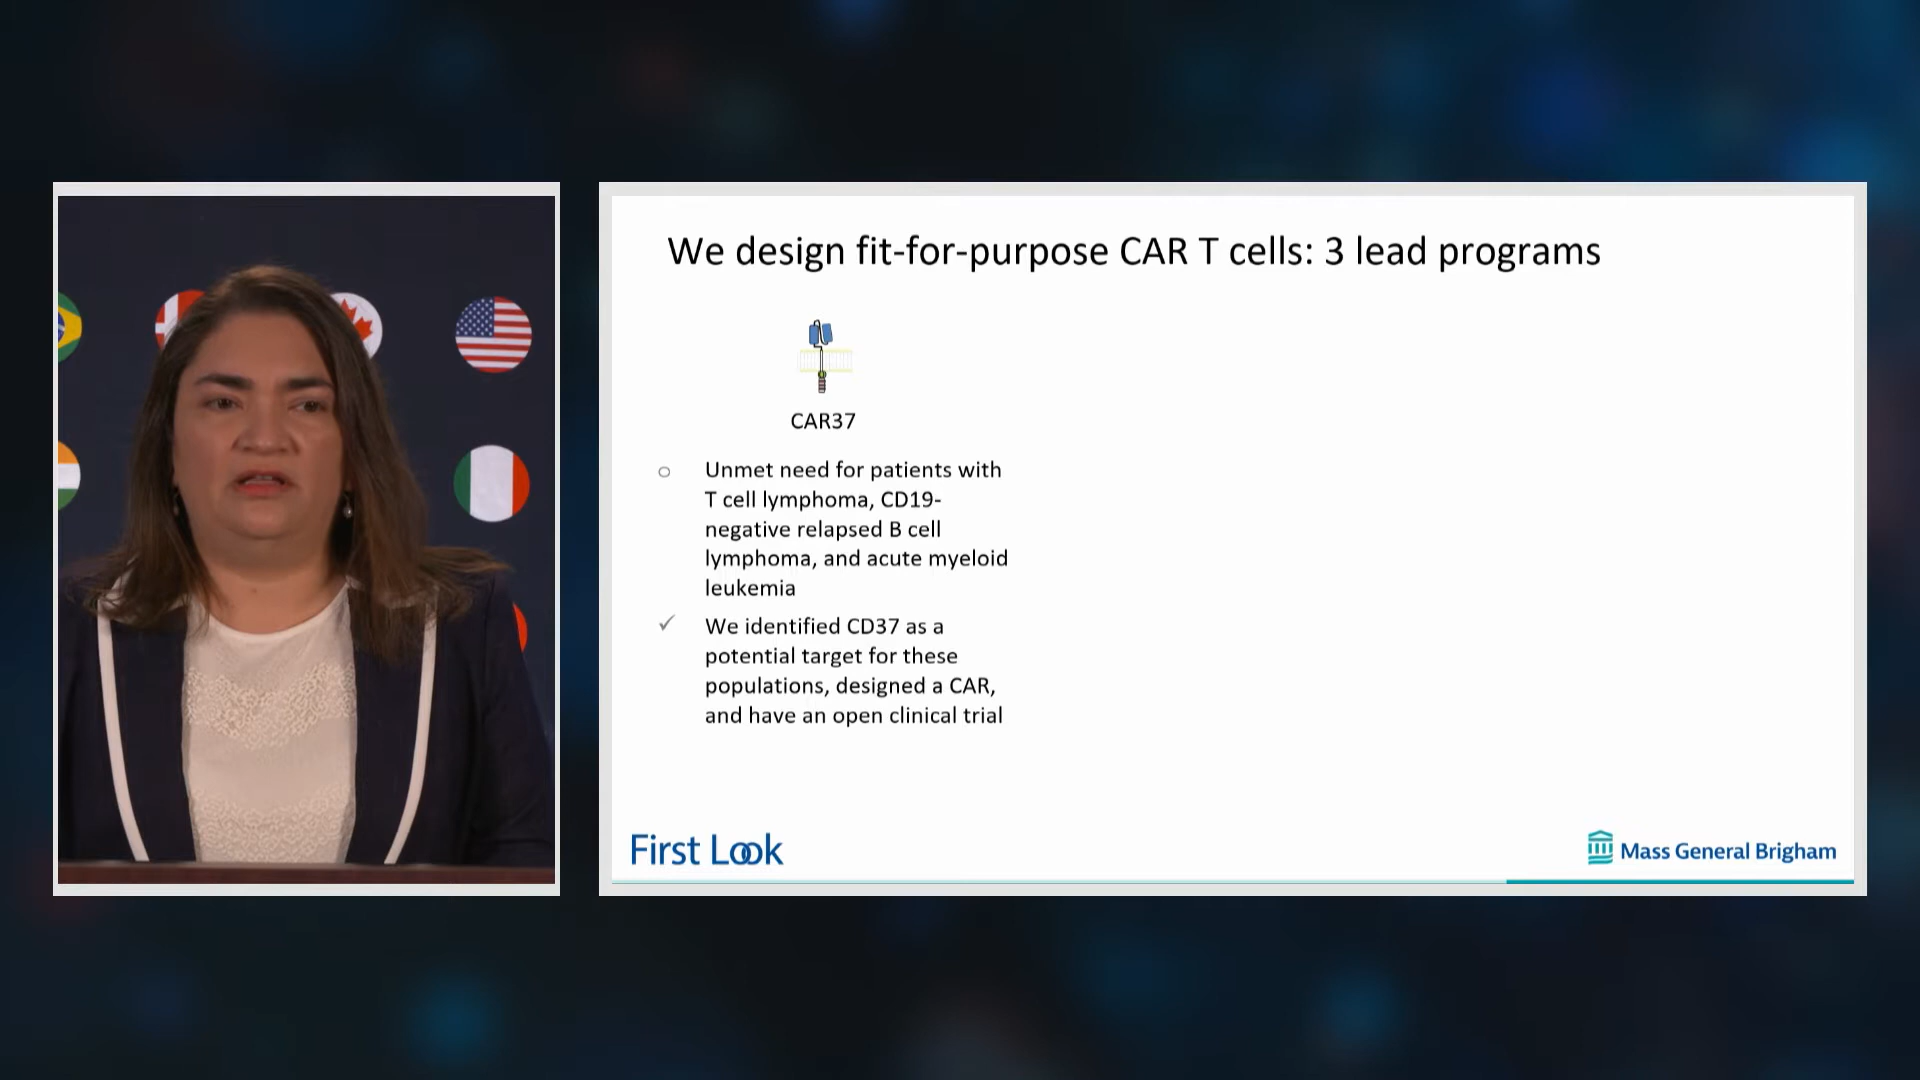 We design fit-for-purpose CAR T cells: 3 lead programs
CAR37
Unmet need for patients with
T cell lymphoma, CD19-
negative relapsed B cell
lymphoma, and acute myeloid
leukemia
We identified CD37 as a
potential target for these
populations, designed a CAR,
and have an open clinical trial
First Look
Mass General Brigham